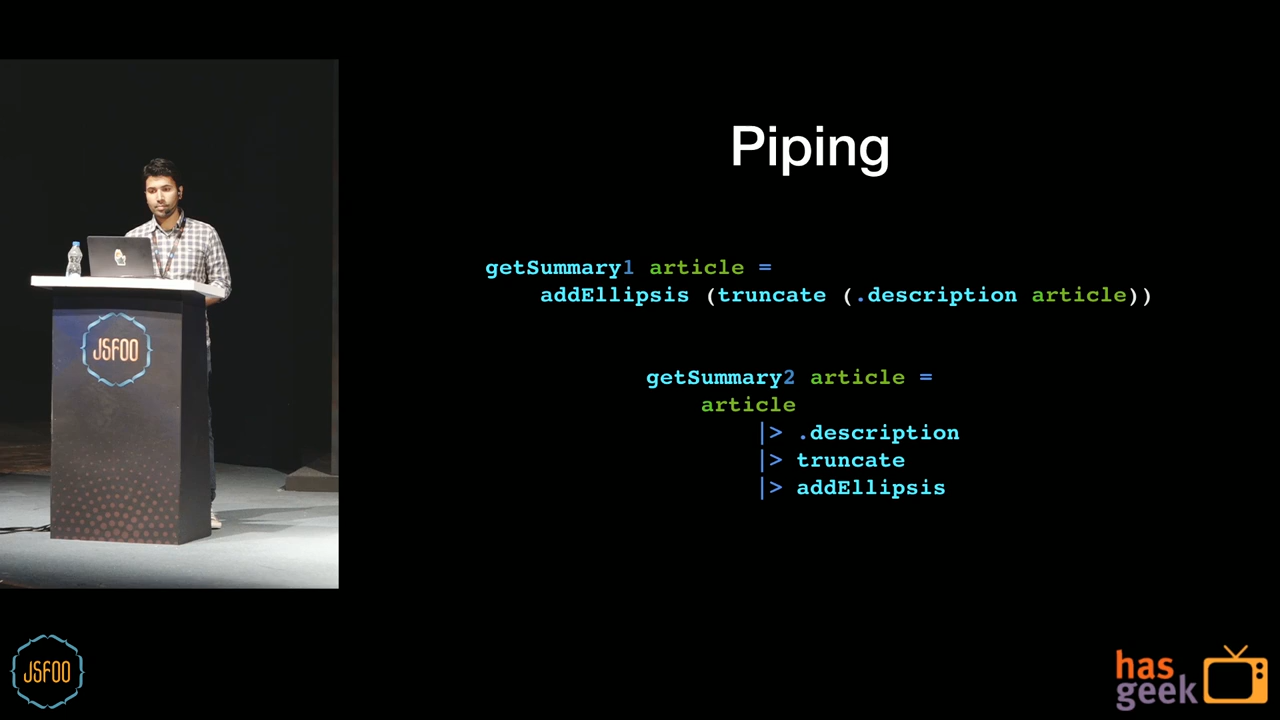 Piping
getSummary1 article =
addEllipsis (truncate (.description article))
getSummary2 article =
article
|> .description
|> truncate
|> addEllipsis
JSFOO
JSFOO
has
geek